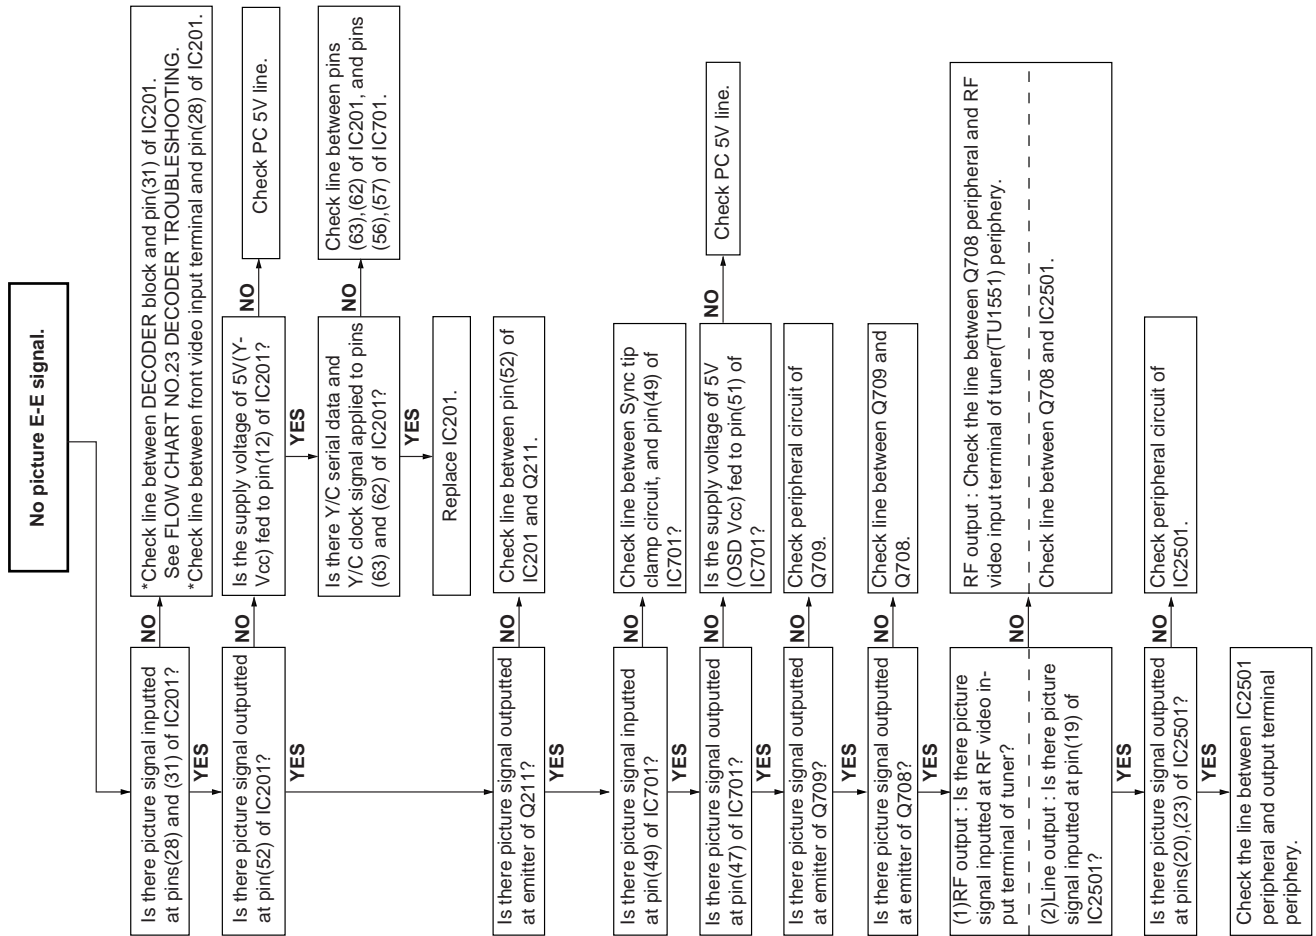 No picture E-E signal.
Is there picture signal inputted
at pins(28) and (31) of IC201?
NO
*Check line between DECODER block and pin(31) of IC201.
See FLOW CHART NO.23 DECODER TROUBLESHOOTING.
*Check line between front video input terminal and pin(28) of IC201.
YES
Is there picture signal outputted
at pin(52) of IC201?
NO
Is the supply voltage of 5V(Y-
Vcc) fed to pin(12) of IC201?
NO
Check PC 5V line.
YES
Is there Y/C serial data and
Y/C clock signal applied to pins
(63) and (62) of IC201?
NO
Check line between pins
(63),(62) of IC201, and pins
(56),(57) of IC701.
YES
Replace IC201.
YES
Is there picture signal outputted
at emitter of Q211?
NO
Check line between pin(52) of
IC201 and Q211.
YES
Is there picture signal inputted
at pin(49) of IC701?
NO
Check line between Sync tip
clamp circuit, and pin(49) of
IC701?
YES
Is there picture signal outputted
at pin(47) of IC701?
NO
Is the supply voltage of 5V
(OSD Vcc) fed to pin(51) of
IC701?
NO
Check PC 5V line.
YES
Is there picture signal outputted
at emitter of Q709?
NO
Check peripheral circuit of
Q709.
YES
Is there picture signal outputted
at emitter of Q708?
NO
Check line between Q709 and
Q708.
YES
(1)RF output : Is there picture
signal inputted at RF video in-
put terminal of tuner?
(2)Line output : Is there picture
signal inputted at pin(19) of
IC2501?
NO
RF output : Check the line between Q708 peripheral and RF
video input terminal of tuner(TU1551) periphery.
Check line between Q708 and IC2501.
YES
Is there picture signal outputted
at pins(20),(23) of IC2501?
NO
Check peripheral circuit of
IC2501.
YES
Check the line between IC2501
peripheral and output terminal
periphery.